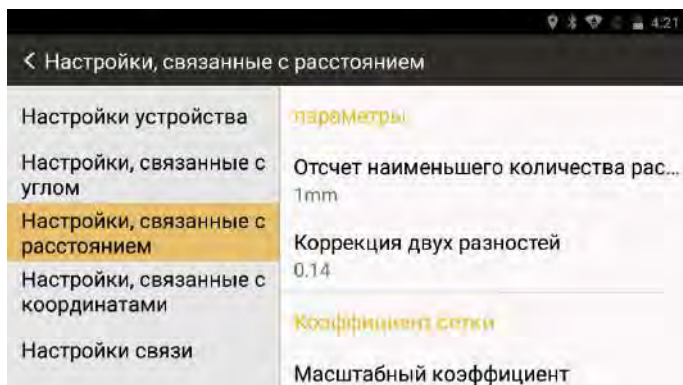 4:21
Настройки, связанные с расстоянием
Настройки устройства
Настройки, связанные с
углом
Настройки, связанные с
расстоянием
Настройки, связанные с
координатами
Настройки связи
параметры
Отсчет наименьшего количества рас...
1mm
Коррекция двух разностей
0.14
Коэффициент сетки
Масштабный коэффициент